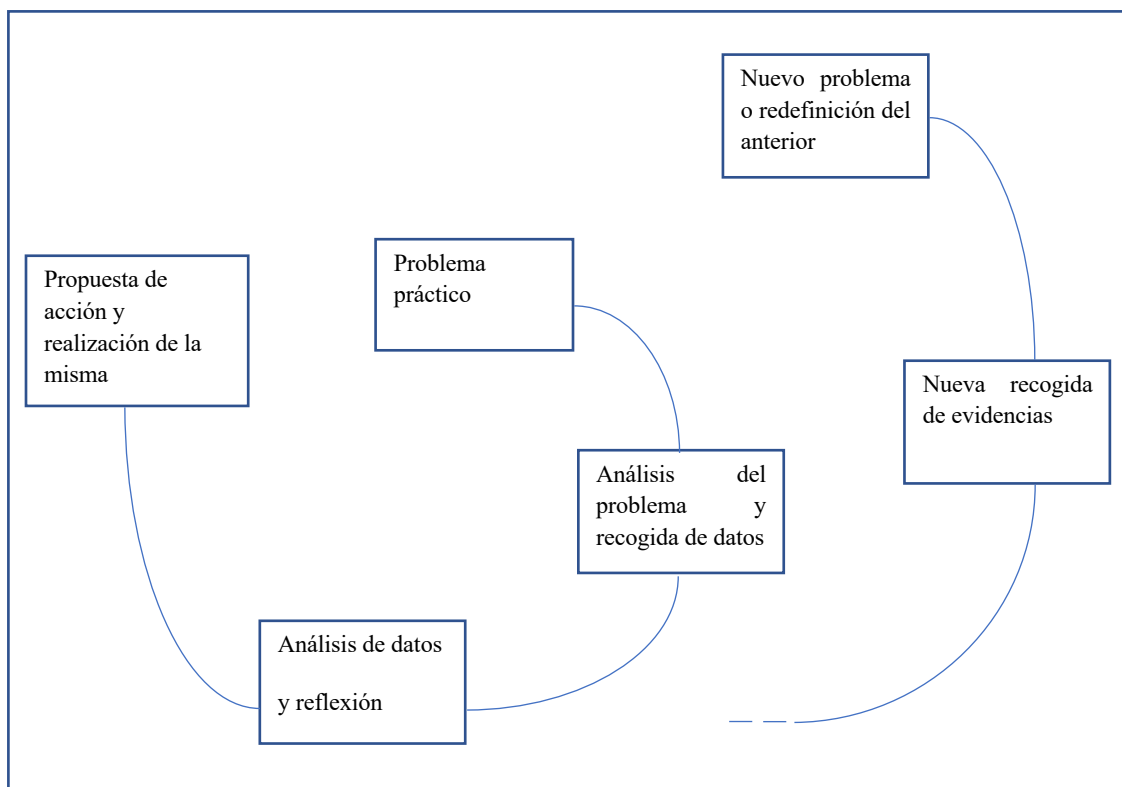 Nuevo problema
o redefinición del
anterior
Propuesta de
acción y
realización de la
misma
Problema
práctico
Nueva recogida
de evidencias
Análisis del
problema y
recogida de datos
Análisis de datos
y reflexión